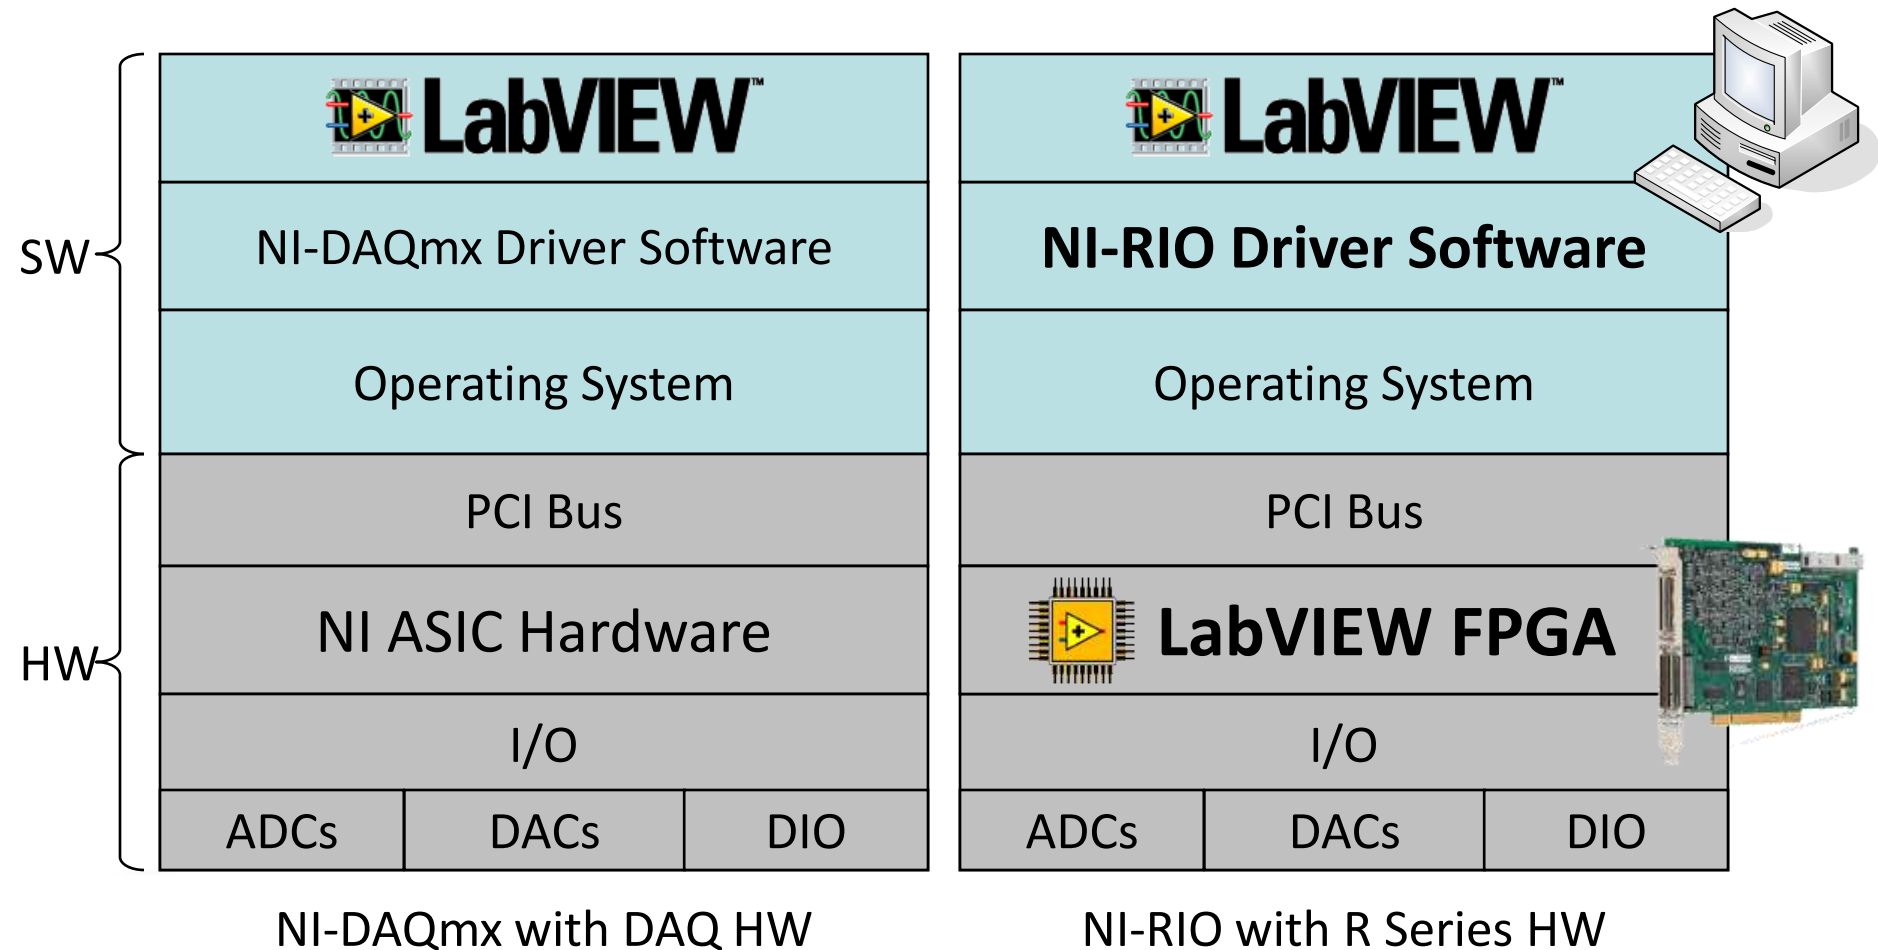 LabVIEW™
NI-DAQmx Driver Software
Operating System
PCI Bus
NI ASIC Hardware
I/O
ADCs DACs DIO
NI-DAQmx with DAQ HW
LabVIEW™
NI-RIO Driver Software
Operating System
PCI Bus
LabVIEW FPGA
I/O
ADCs DACs DIO
NI-RIO with R Series HW
SW
HW